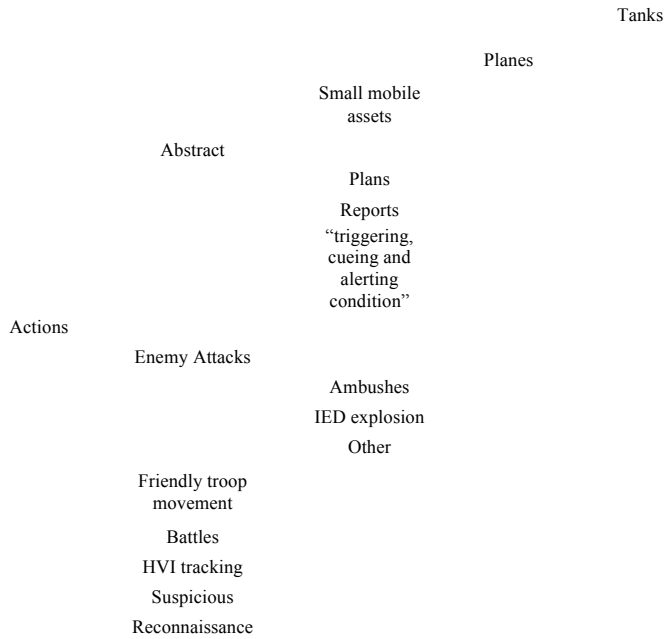 Tanks
Planes
Small mobile
assets
Abstract
Plans
Reports
“triggering,
cueing and
alerting
condition”
Actions
Enemy Attacks
Ambushes
IED explosion
Other
Friendly troop
movement
Battles
HVI tracking
Suspicious
Reconnaissance